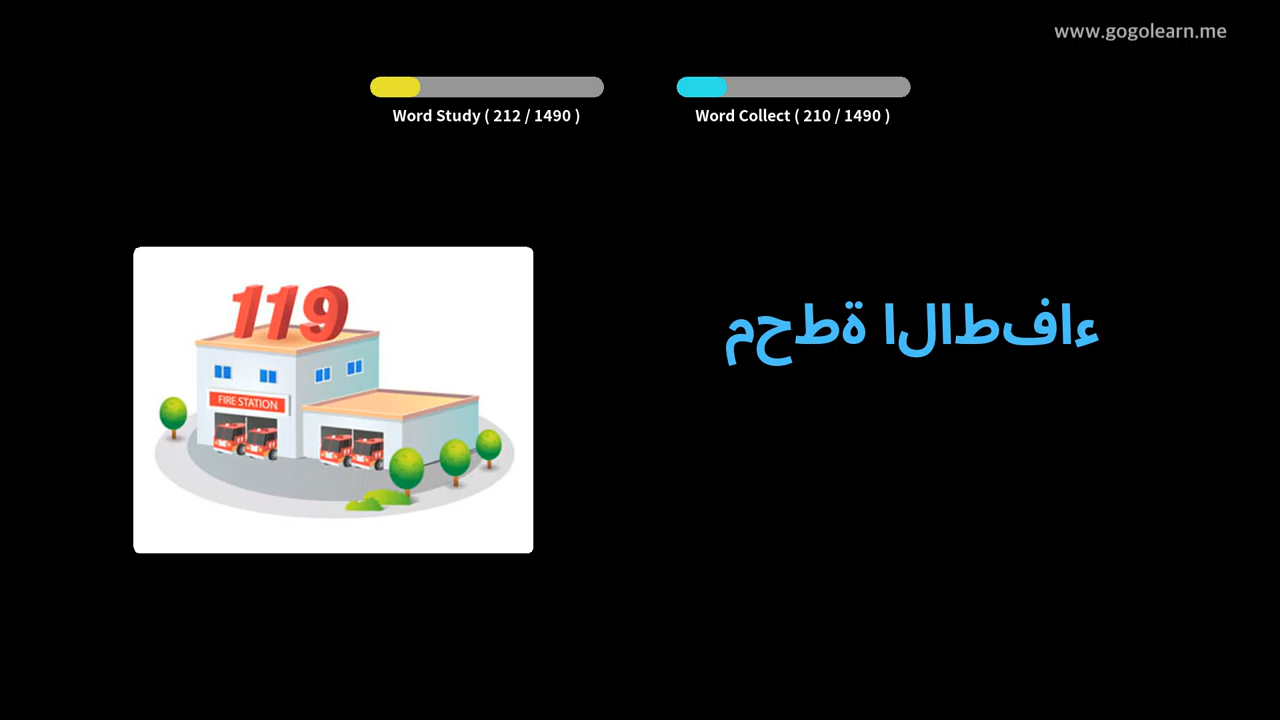 www.gogolearn.me
Word Study ( 212 / 1490 )
Word Collect ( 210 / 1490 )
119
FIRE STATION
محطة الاطفاء